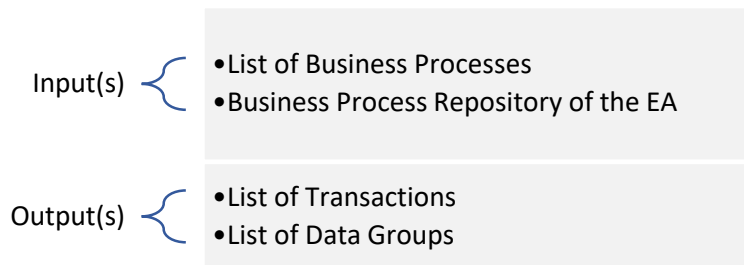 Input(s)
•List of Business Processes
•Business Process Repository of the EA
Output(s)
•List of Transactions
•List of Data Groups